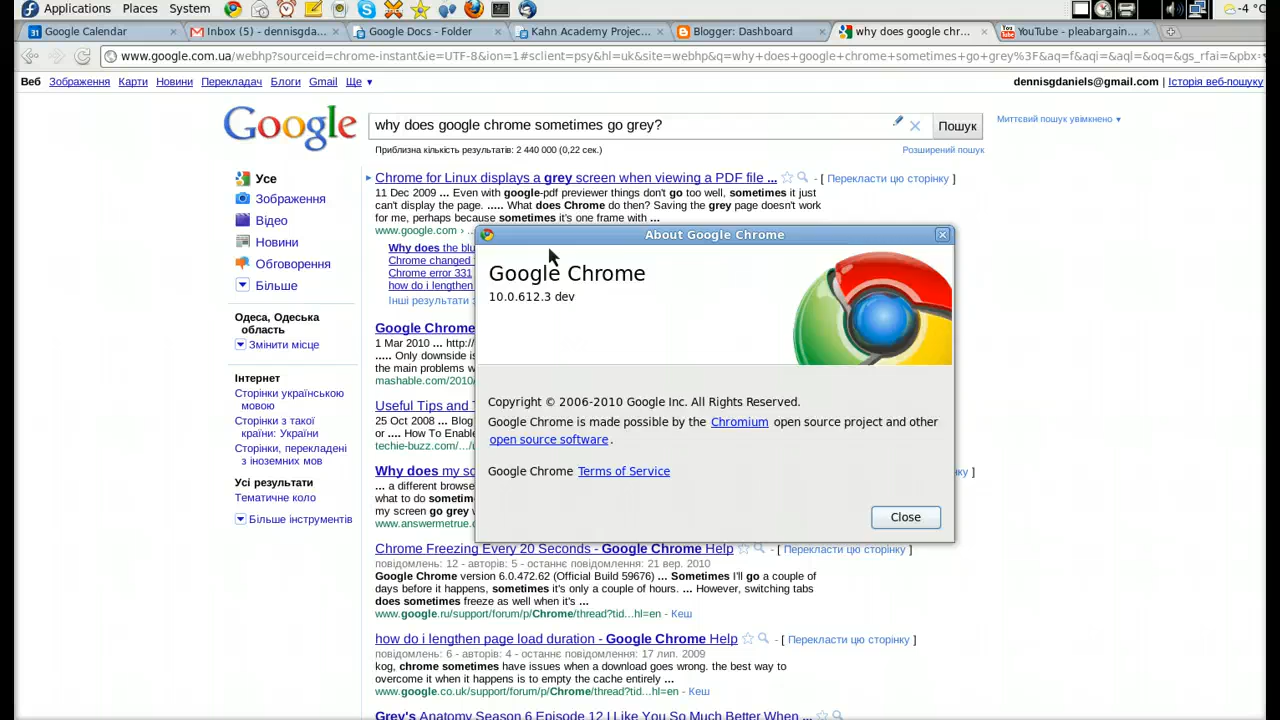 Applications Places System
-4 °C
Google Calendar
Inbox (5) - dennisgda...
Google Docs - Folder
Kahn Academy Projec...
Blogger: Dashboard
why does google chr...
YouTube - pleabargain...
www.google.com.ua/webhp?sourceid=chrome-instant&ie=UTF-8&ion=1#sclient=psy&hl=uk&site=webhp&q=why+does+google+chrome+sometimes+go+grey%3F&aq=f&aqi=&aql=&oq=&gs_rfai=&pbx=
Веб Зображення Карти Новини Перекладач Блоги Gmail Ще ▼
dennisgdaniels@gmail.com | Історія веб-пошуку
Google
why does google chrome sometimes go grey?
Пошук
Миттєвий пошук увімкнено ▼
Приблизна кількість результатів: 2 440 000 (0,22 сек.)
Розширений пошук
Усе
Зображення
Відео
Новини
Обговорення
Більше
Одеса, Одеська
область
Змінити місце
Інтернет
Сторінки українською
мовою
Сторінки з такої
країни: України
Сторінки, перекладені
з іноземних мов
Усі результати
Тематичне коло
Більше інструментів
Chrome for Linux displays a grey screen when viewing a PDF file ... - [ Перекласти цю сторінку ]
11 Dec 2009 ... Even with google-pdf previewer things don't go too well, sometimes it just
can't display the page. ..... What does Chrome do then? Saving the grey page doesn't work
for me, perhaps because sometimes it's one frame with ...
www.google.com ›
Why does the blu
Chrome changed
Chrome error 331
how do i lengthen
Інші результати з
Google Chrome
1 Mar 2010 ... http:/
..... Only downside is
the main problems w
mashable.com/2010/
Useful Tips and T
25 Oct 2008 ... Blog
or .... How To Enable
techie-buzz.com/.../u
Why does my sc
... a different browse
what to do sometim
my screen go grey w
www.answermetrue.c
нку ]
About Google Chrome
Google Chrome
10.0.612.3 dev
Copyright © 2006-2010 Google Inc. All Rights Reserved.
Google Chrome is made possible by the Chromium open source project and other
open source software.
Google Chrome Terms of Service
Close
Chrome Freezing Every 20 Seconds - Google Chrome Help - [ Перекласти цю сторінку ]
повідомлень: 12 - авторів: 5 - останнє повідомлення: 21 вер. 2010
Google Chrome version 6.0.472.62 (Official Build 59676) ... Sometimes I'll go a couple of
days before it happens, sometimes it's only a couple of hours. ... However, switching tabs
does sometimes freeze as well when it's ...
www.google.ru/support/forum/p/Chrome/thread?tid...hl=en - Кеш
how do i lengthen page load duration - Google Chrome Help - [ Перекласти цю сторінку ]
повідомлень: 6 - авторів: 4 - останнє повідомлення: 17 лип. 2009
kog, chrome sometimes have issues when a download goes wrong. the best way to
overcome it when it happens is to empty the cache entirely ...
www.google.co.uk/support/forum/p/Chrome/thread?tid...hl=en - Кеш
Grey's Anatomy Season 6 Episode 12 I Like You So Much Better When ...